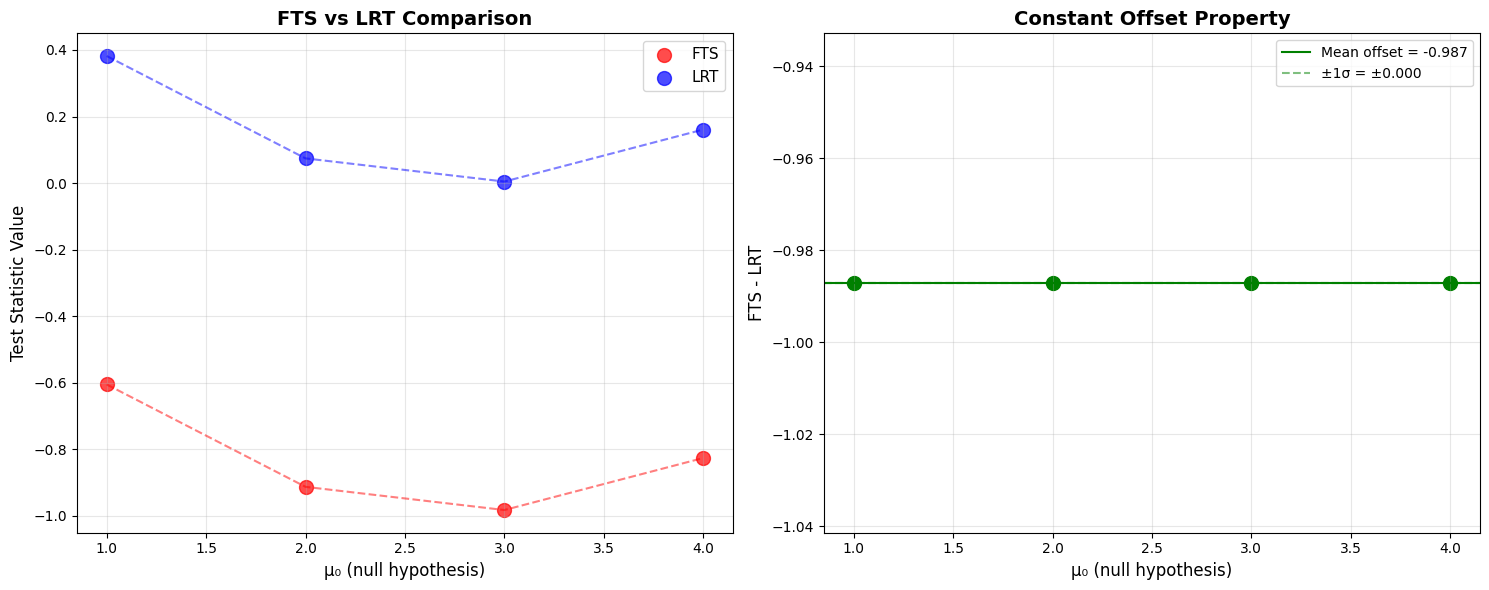 FTS vs LRT Comparison
FTS
LRT
Test Statistic Value
0.4
0.2
0.0
−0.2
−0.4
−0.6
−0.8
−1.0
1.0 1.5 2.0 2.5 3.0 3.5 4.0
μ₀ (null hypothesis)
Constant Offset Property
Mean offset = -0.987
±1σ = ±0.000
FTS - LRT
−0.94
−0.96
−0.98
−1.00
−1.02
−1.04
1.0 1.5 2.0 2.5 3.0 3.5 4.0
μ₀ (null hypothesis)